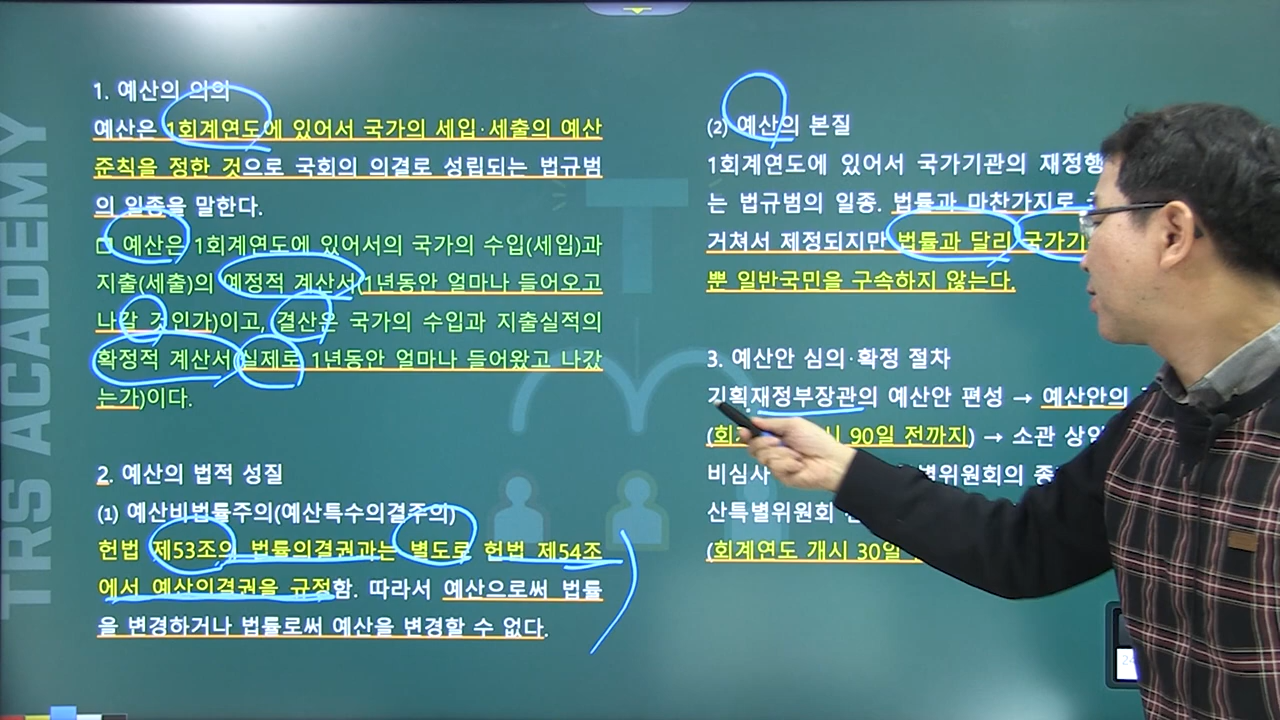 TRS ACADEMY
1. 예산의 의의
예산은 1회계연도에 있어서 국가의 세입·세출의 예산
준칙을 정한 것으로 국회의 의결로 성립되는 법규범
의 일종을 말한다.
□ 예산은 1회계연도에 있어서의 국가의 수입(세입)과
지출(세출)의 예정적 계산서(1년동안 얼마나 들어오고
나갈 것인가)이고, 결산은 국가의 수입과 지출실적의
확정적 계산서(실제로 1년동안 얼마나 들어왔고 나갔
는가)이다.
2. 예산의 법적 성질
(1) 예산비법률주의(예산특수의결주의)
헌법 제53조의 법률의결권과는 별도로 헌법 제54조
에서 예산의결권을 규정함. 따라서 예산으로써 법률
을 변경하거나 법률로써 예산을 변경할 수 없다.
(2) 예산의 본질
1회계연도에 있어서 국가기관의 재정행
는 법규범의 일종. 법률과 마찬가지로
거쳐서 제정되지만 법률과 달리 국가기
뿐 일반국민을 구속하지 않는다.
3. 예산안 심의·확정 절차
기획재정부장관의 예산안 편성 → 예산안의
(회 90일 전까지) → 소관 상임
비심사 별위원회의 종
산특별위원회
(회계연도 개시 30일